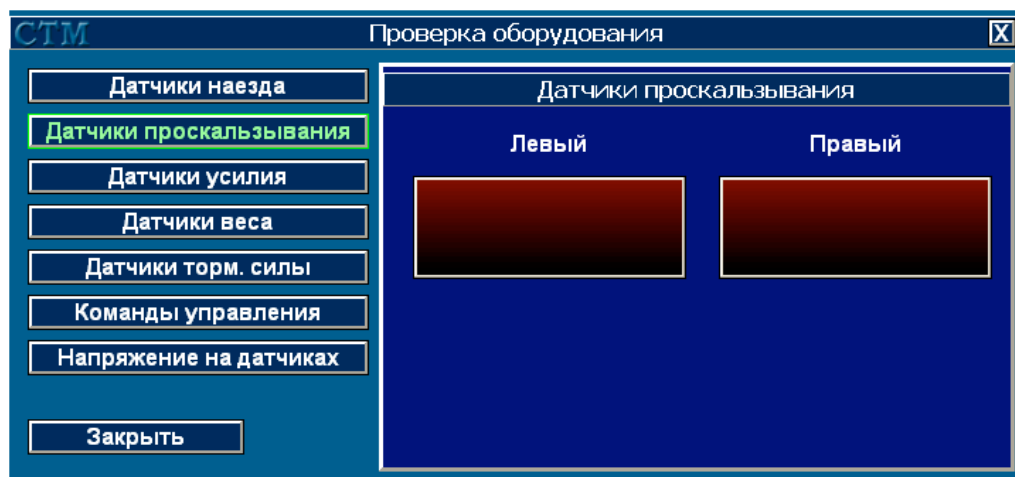 СТМ
Проверка оборудования
X
Датчики наезда
Датчики проскальзывания
Датчики усилия
Датчики веса
Датчики торм. силы
Команды управления
Напряжение на датчиках
Закрыть
Датчики проскальзывания
Левый
Правый